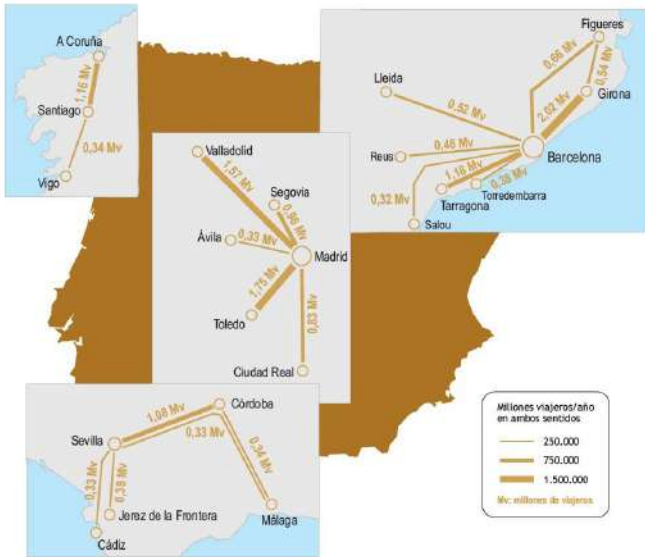 A Coruña
1,16 Mv
Santiago
0,34 Mv
Vigo
Figueres
0,66 Mv
0,54 Mv
Lleida
Girona
0,52 Mv
2,02 Mv
Reus
0,46 Mv
Barcelona
1,16 Mv
0,38 Mv
0,32 Mv
Torredembarra
Tarragona
Salou
Valladolid
1,57 Mv
Segovia
0,96 Mv
Ávila
0,33 Mv
Madrid
1,75 Mv
Toledo
0,83 Mv
Ciudad Real
Córdoba
1,08 Mv
Sevilla
0,33 Mv
0,34 Mv
0,33 Mv
0,39 Mv
Jerez de la Frontera
Málaga
Cádiz
Millones viajeros/año
en ambos sentidos
250.000
750.000
1.500.000
Mv: millones de viajeros